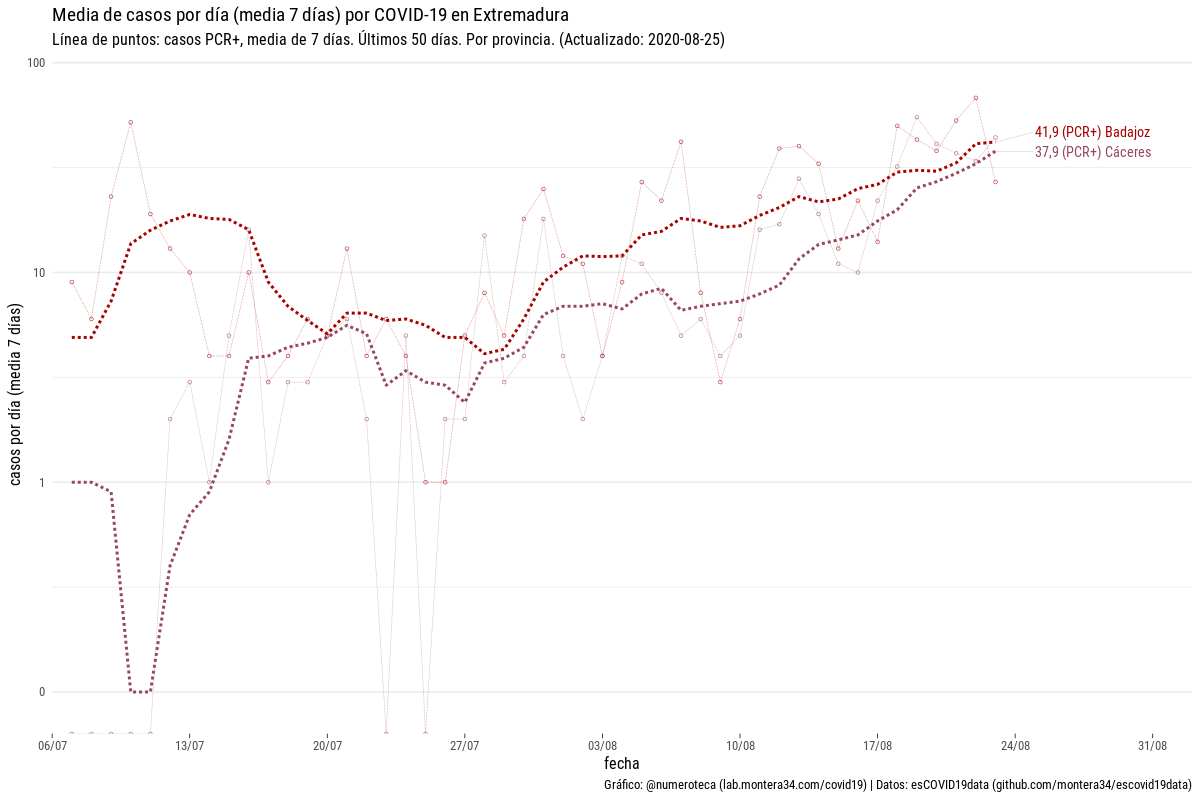 Media de casos por día (media 7 días) por COVID-19 en Extremadura
Línea de puntos: casos PCR+, media de 7 días. Últimos 50 días. Por provincia. (Actualizado: 2020-08-25)
100
41,9 (PCR+) Badajoz
37,9 (PCR+) Cáceres
10
casos por día (media 7 días)
1
0
06/07 13/07 20/07 27/07 03/08 10/08 17/08 24/08 31/08
fecha
Gráfico: @numeroteca (lab.montera34.com/covid19) | Datos: esCOVID19data (github.com/montera34/escovid19data)